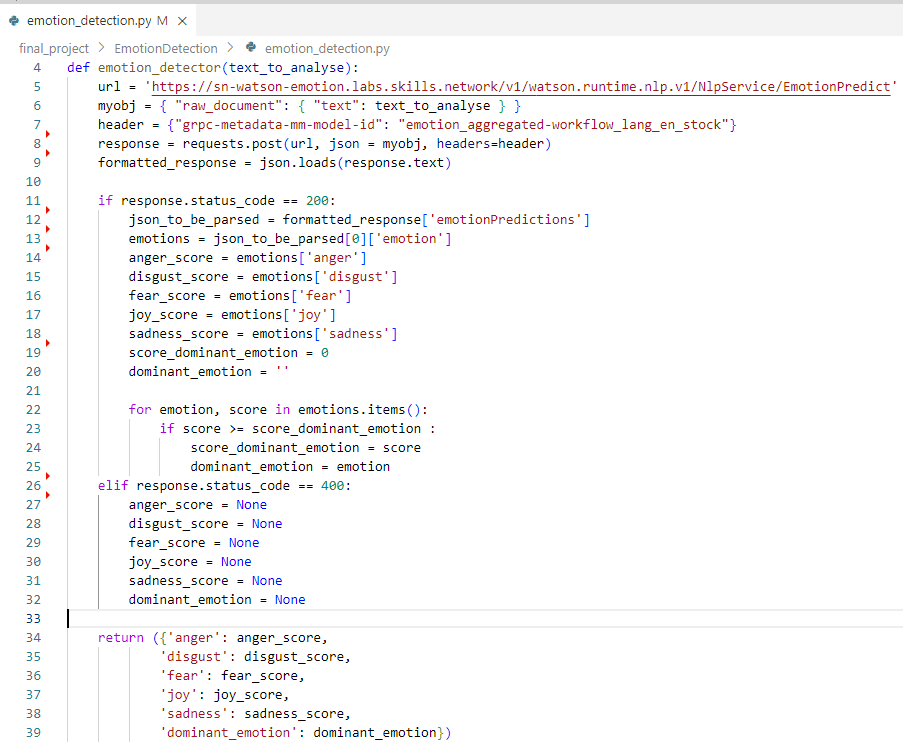 emotion_detection.py M ×
final_project > EmotionDetection > emotion_detection.py
4 def emotion_detector(text_to_analyse):
5     url = 'https://sn-watson-emotion.labs.skills.network/v1/watson.runtime.nlp.v1/NlpService/EmotionPredict'
6     myobj = { "raw_document": { "text": text_to_analyse } }
7     header = {"grpc-metadata-mm-model-id": "emotion_aggregated-workflow_lang_en_stock"}
8     response = requests.post(url, json = myobj, headers=header)
9     formatted_response = json.loads(response.text)
10
11     if response.status_code == 200:
12         json_to_be_parsed = formatted_response['emotionPredictions']
13         emotions = json_to_be_parsed[0]['emotion']
14         anger_score = emotions['anger']
15         disgust_score = emotions['disgust']
16         fear_score = emotions['fear']
17         joy_score = emotions['joy']
18         sadness_score = emotions['sadness']
19         score_dominant_emotion = 0
20         dominant_emotion = ''
21
22         for emotion, score in emotions.items():
23             if score >= score_dominant_emotion :
24                 score_dominant_emotion = score
25                 dominant_emotion = emotion
26     elif response.status_code == 400:
27         anger_score = None
28         disgust_score = None
29         fear_score = None
30         joy_score = None
31         sadness_score = None
32         dominant_emotion = None
33
34     return ({'anger': anger_score,
35             'disgust': disgust_score,
36             'fear': fear_score,
37             'joy': joy_score,
38             'sadness': sadness_score,
39             'dominant_emotion': dominant_emotion})